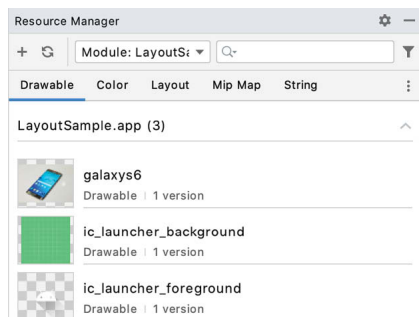 Resource Manager
Module: LayoutSa
Drawable Color Layout Mip Map String
LayoutSample.app (3)
galaxys6
Drawable | 1 version
ic_launcher_background
Drawable | 1 version
ic_launcher_foreground
Drawable | 1 version